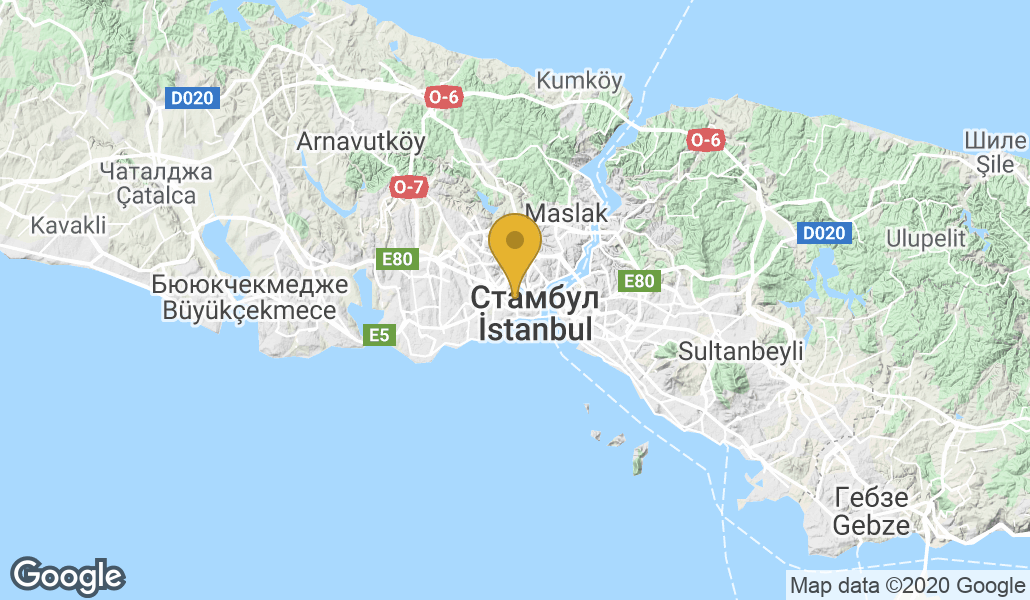 Kumköy
O-6
D020
O-6
Arnavutköy
Шиле
Şile
Чаталджа
Çatalca
O-7
Maslak
Kavakli
D020
Ulupelit
E80
Бююкчекмедже
Büyükçekmece
E80
Стамбул
İstanbul
E5
Sultanbeyli
Гебзе
Gebze
Google
Map data ©2020 Google